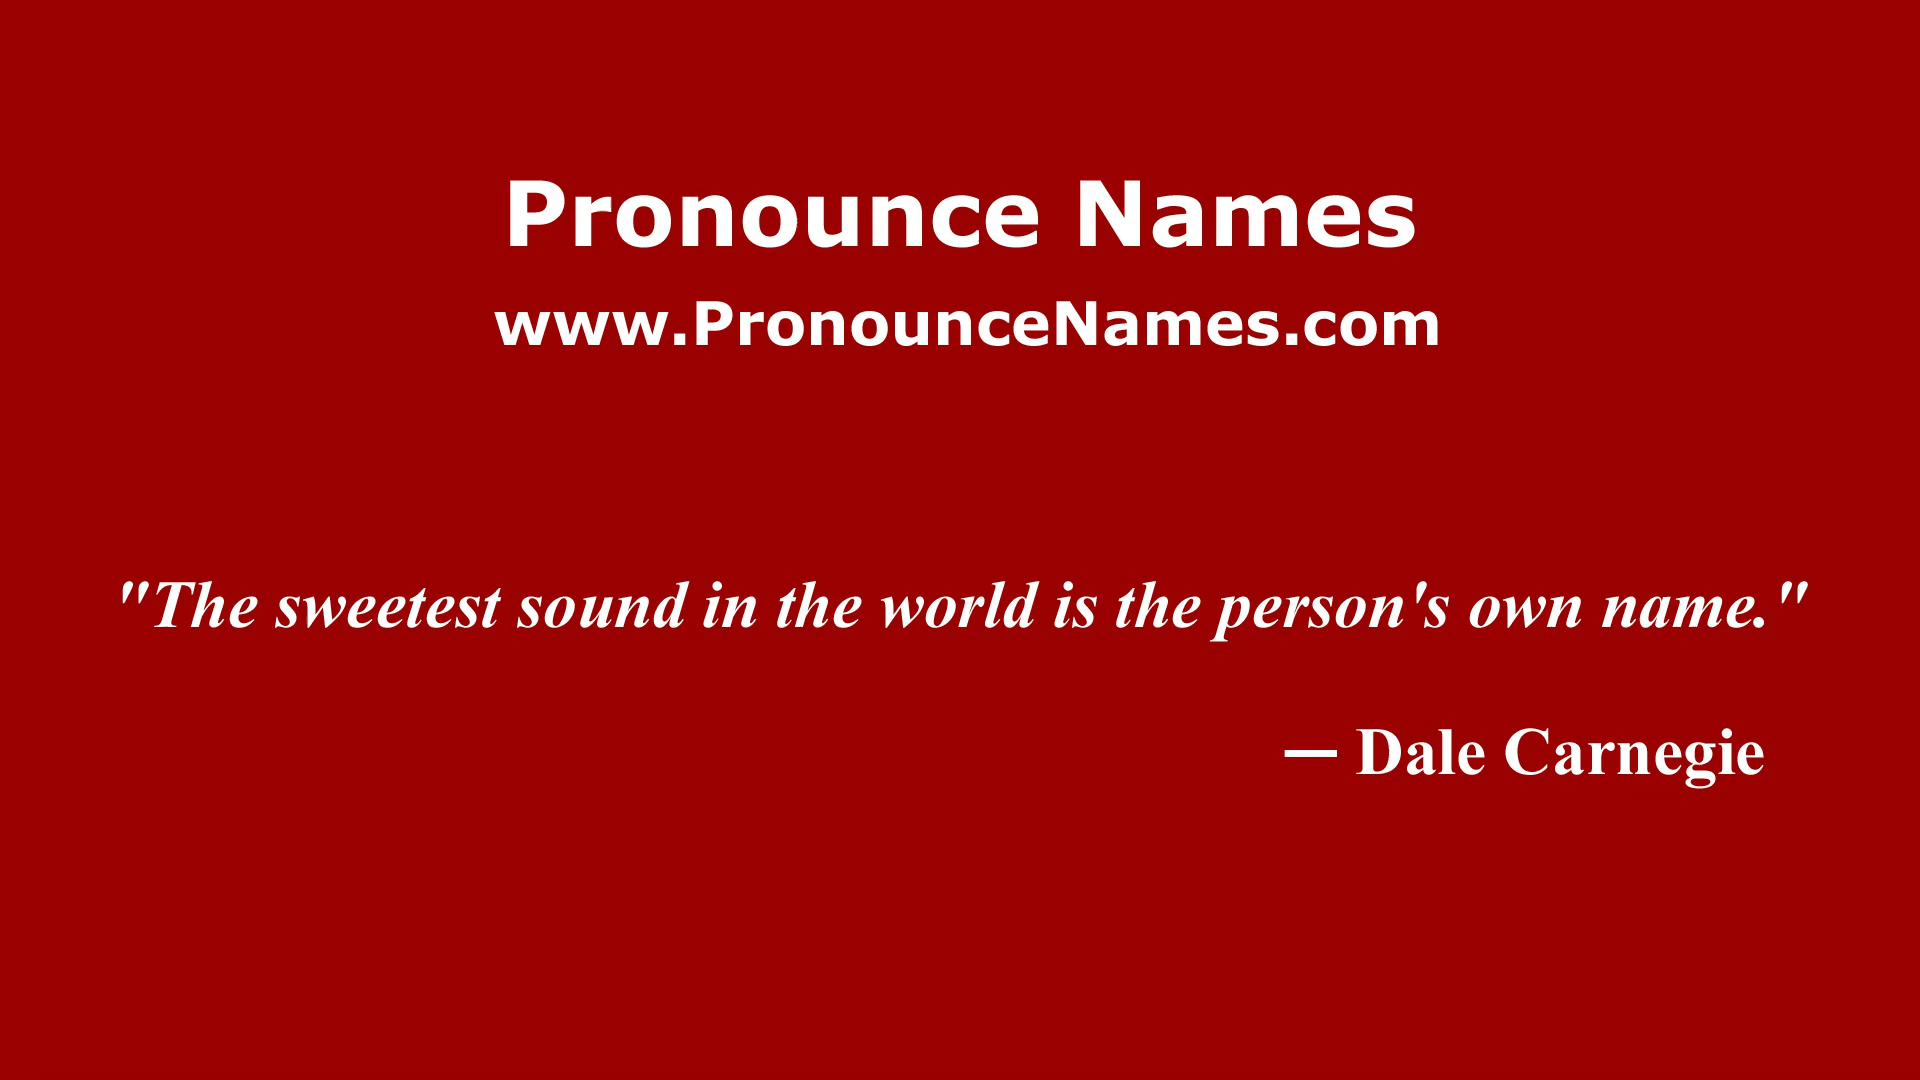 Pronounce Names
www.PronounceNames.com
"The sweetest sound in the world is the person's own name."
— Dale Carnegie